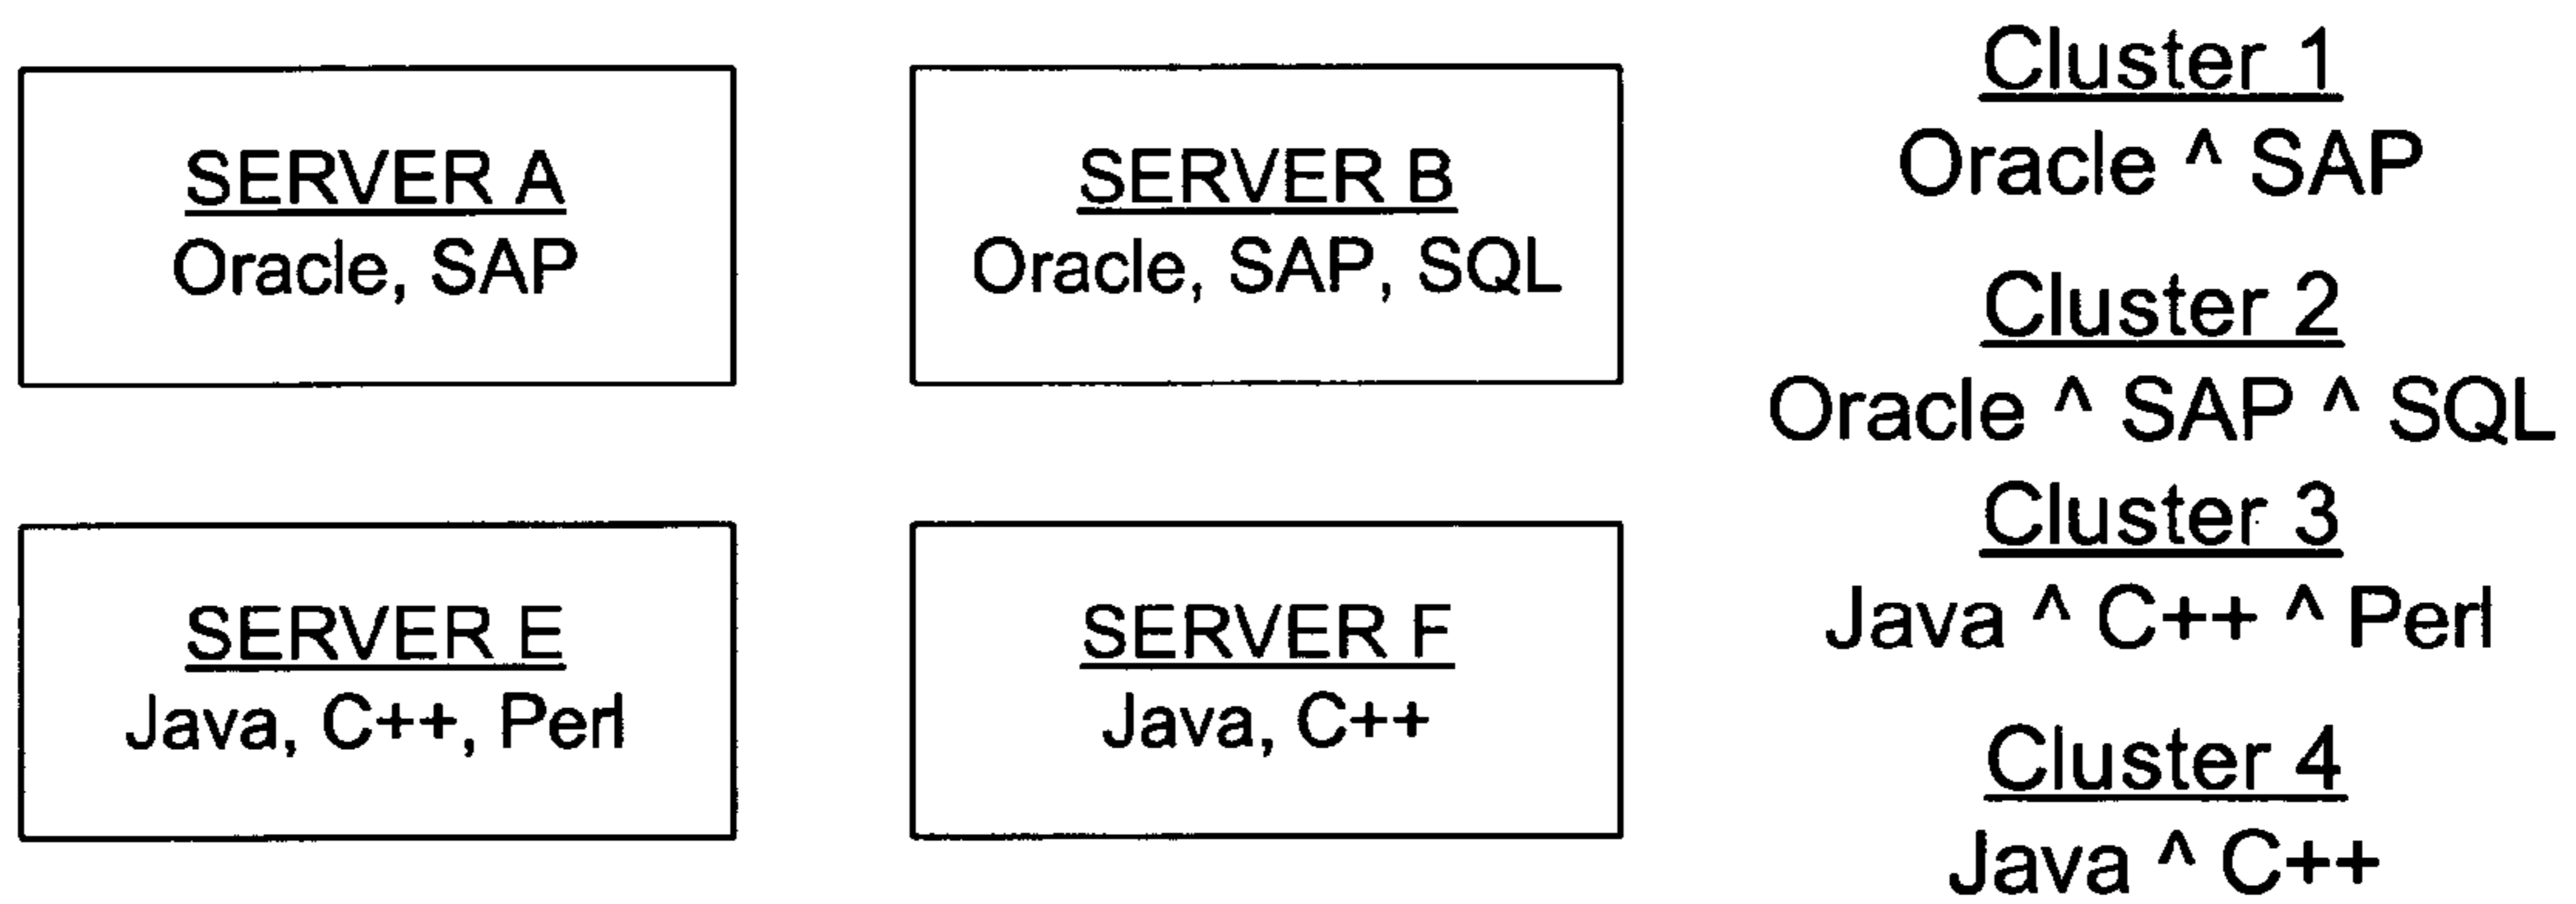 SERVER A
Oracle, SAP
SERVER B
Oracle, SAP, SQL
SERVER E
Java, C++, Perl
SERVER F
Java, C++
Cluster 1
Oracle ^ SAP
Cluster 2
Oracle ^ SAP ^ SQL
Cluster 3
Java ^ C++ ^ Perl
Cluster 4
Java ^ C++